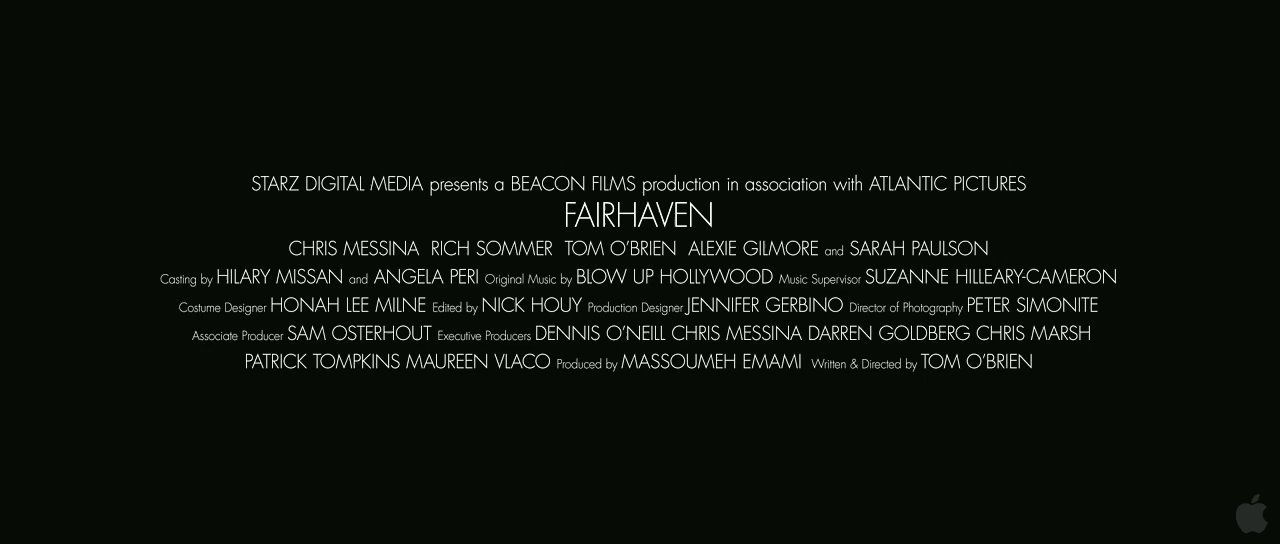 STARZ DIGITAL MEDIA presents a BEACON FILMS production in association with ATLANTIC PICTURES
FAIRHAVEN
CHRIS MESSINA RICH SOMMER TOM O'BRIEN ALEXIE GILMORE and SARAH PAULSON
Casting by HILARY MISSAN and ANGELA PERI Original Music by BLOW UP HOLLYWOOD Music Supervisor SUZANNE HILLEARY-CAMERON
Costume Designer HONAH LEE MILNE Edited by NICK HOUY Production Designer JENNIFER GERBINO Director of Photography PETER SIMONITE
Associate Producer SAM OSTERHOUT Executive Producers DENNIS O'NEILL CHRIS MESSINA DARREN GOLDBERG CHRIS MARSH
PATRICK TOMPKINS MAUREEN VLACO Produced by MASSOUMEH EMAMI Written & Directed by TOM O'BRIEN